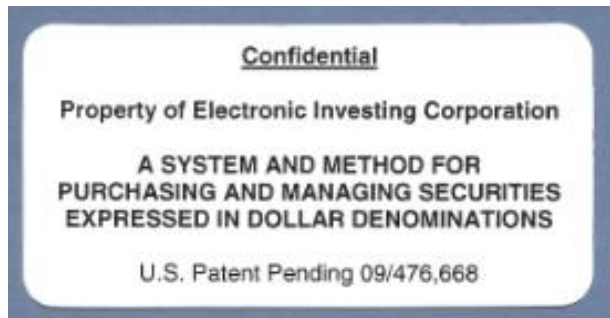 Confidential
Property of Electronic Investing Corporation
A SYSTEM AND METHOD FOR
PURCHASING AND MANAGING SECURITIES
EXPRESSED IN DOLLAR DENOMINATIONS
U.S. Patent Pending 09/476,668